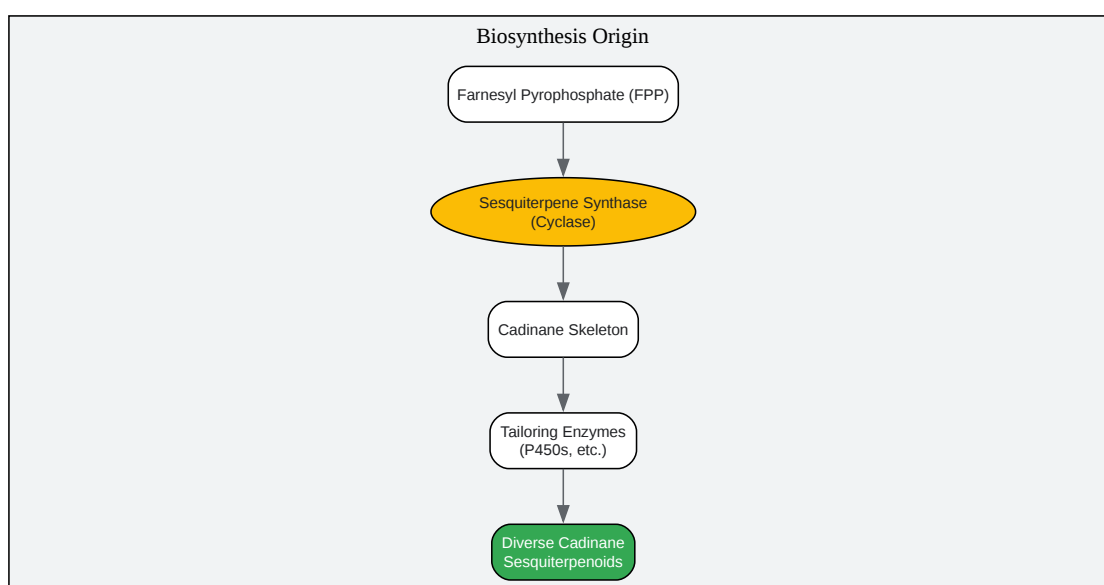 Biosynthesis Origin
Farnesyl Pyrophosphate (FPP)
Sesquiterpene Synthase
(Cyclase)
Cadinane Skeleton
Tailoring Enzymes
(P450s, etc.)
Diverse Cadinane
Sesquiterpenoids